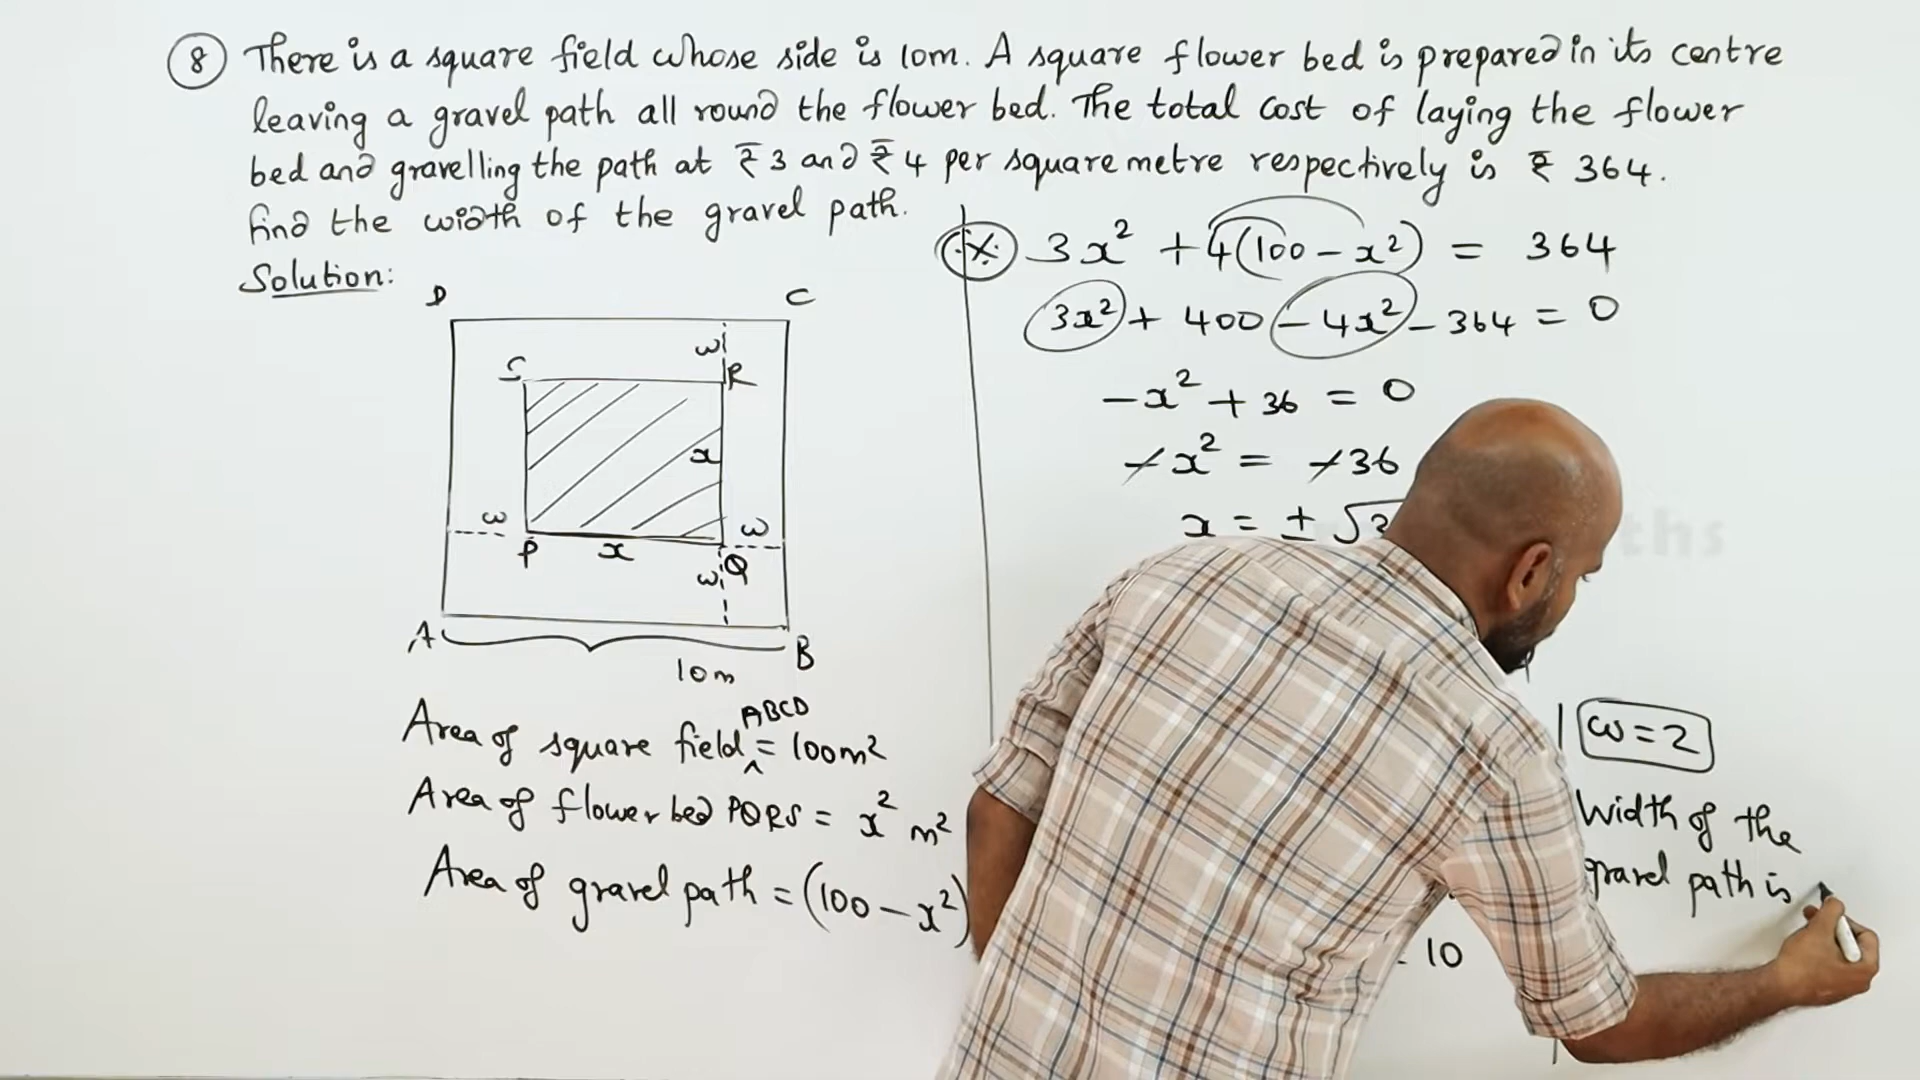 8 There is a square field whose side is 10m. A square flower bed is prepared in its centre
leaving a gravel path all round the flower bed. The total cost of laying the flower
bed and gravelling the path at ₹ 3 and ₹ 4 per square metre respectively is ₹ 364.
find the width of the gravel path.
Solution:
D C
w
S R
x
w w
P x Q
w
A B
10m
ABCD
Area of square field = 100m²
^
Area of flower bed PQRS = x² m²
Area of gravel path = (100 - x²)
3x² + 4(100 - x²) = 364
3x² + 400 - 4x² - 364 = 0
-x² + 36 = 0
-x² = -36
x = ± √3
w = 2
Width of the
gravel path is
10
ths